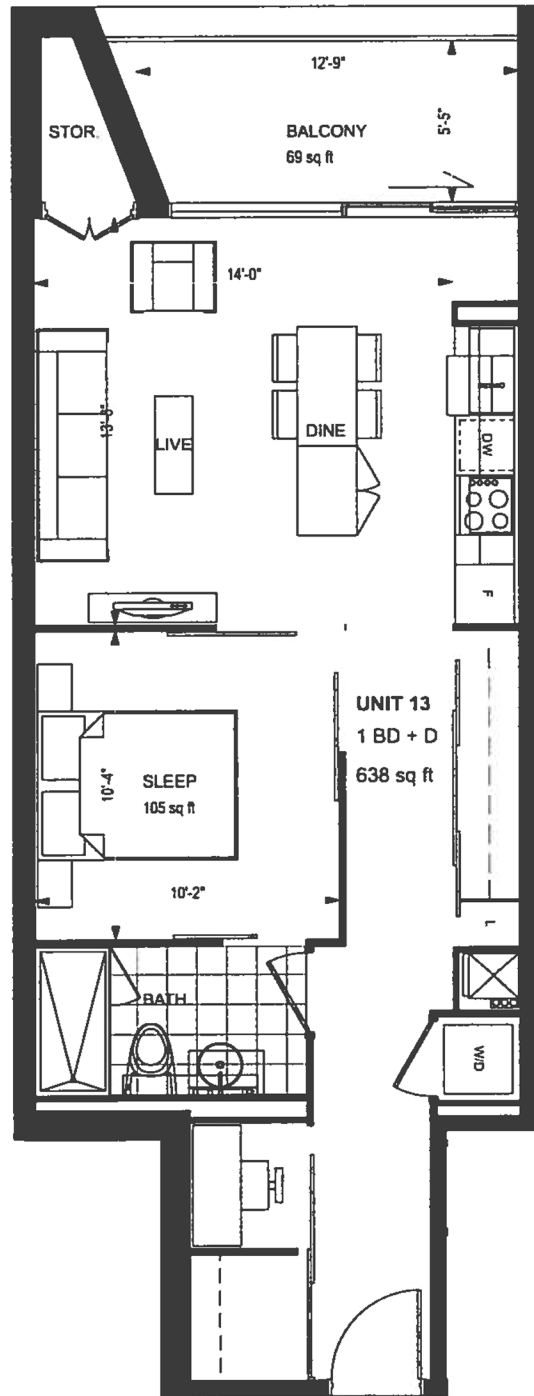 12'-9"
STOR.
BALCONY
69 sq ft
5'-5"
14'-0"
13'-6"
LIVE
DINE
DW
F
UNIT 13
1 BD + D
638 sq ft
10'-4"
SLEEP
105 sq ft
10'-2"
L
BATH
W/D